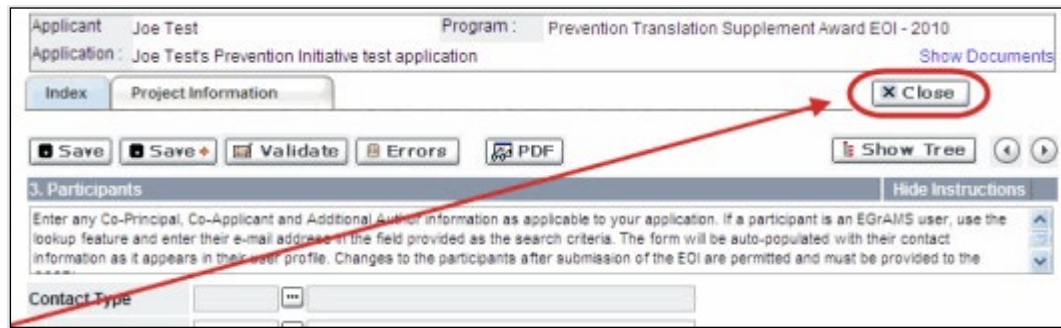 Applicant Joe Test Program : Prevention Translation Supplement Award EOI - 2010
Application : Joe Test's Prevention Initiative test application Show Documents
Index Project Information Close
Save Save Validate Errors PDF Show Tree
3. Participants Hide Instructions
Enter any Co-Principal, Co-Applicant and Additional Author information as applicable to your application. If a participant is an EGrAMS user, use the
lookup feature and enter their e-mail address in the field provided as the search criteria. The form will be auto-populated with their contact
information as it appears in their user profile. Changes to the participants after submission of the EOI are permitted and must be provided to the
Contact Type